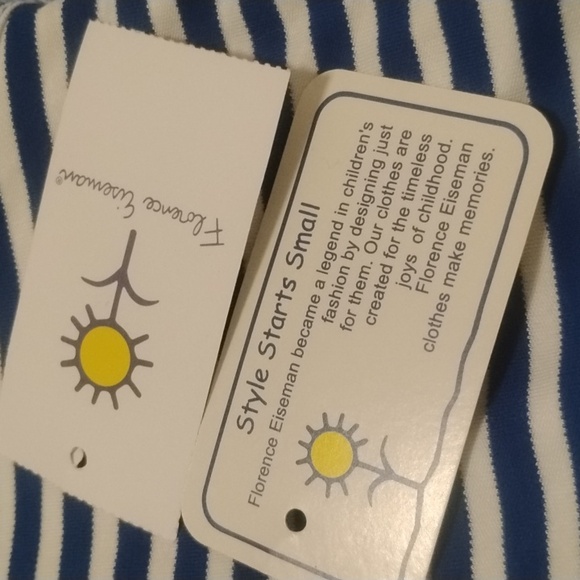 Florence Eiseman®
Style Starts Small
Florence Eiseman became a legend in children's
fashion by designing just
for them. Our clothes are
created for the timeless
joys of childhood.
Florence Eiseman
clothes make memories.